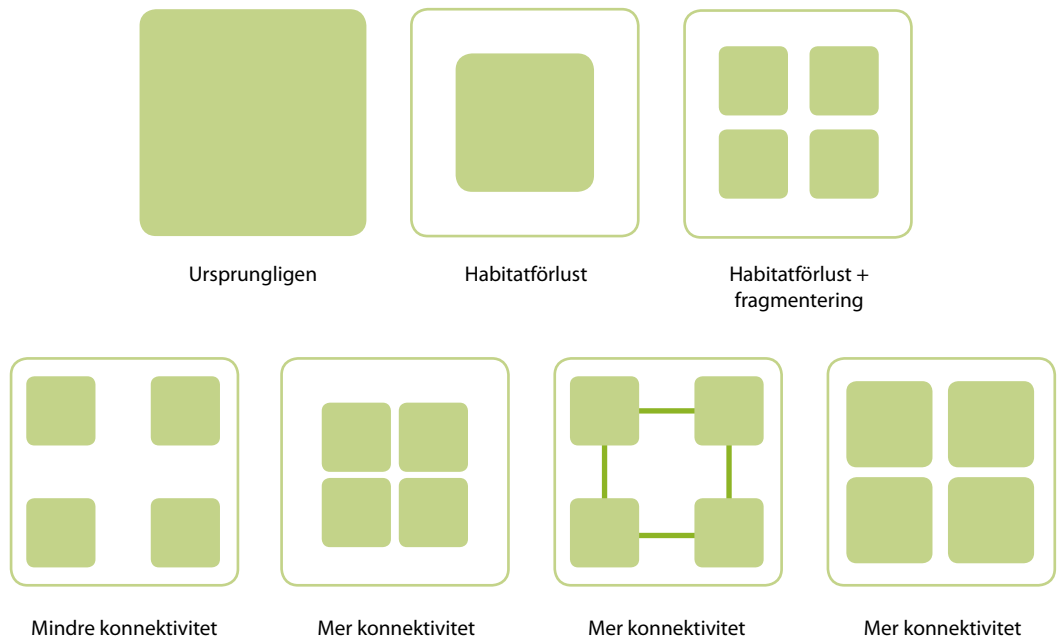 Ursprungligen
Habitatförlust
Habitatförlust +
fragmentering
Mindre konnektivitet
Mer konnektivitet
Mer konnektivitet
Mer konnektivitet